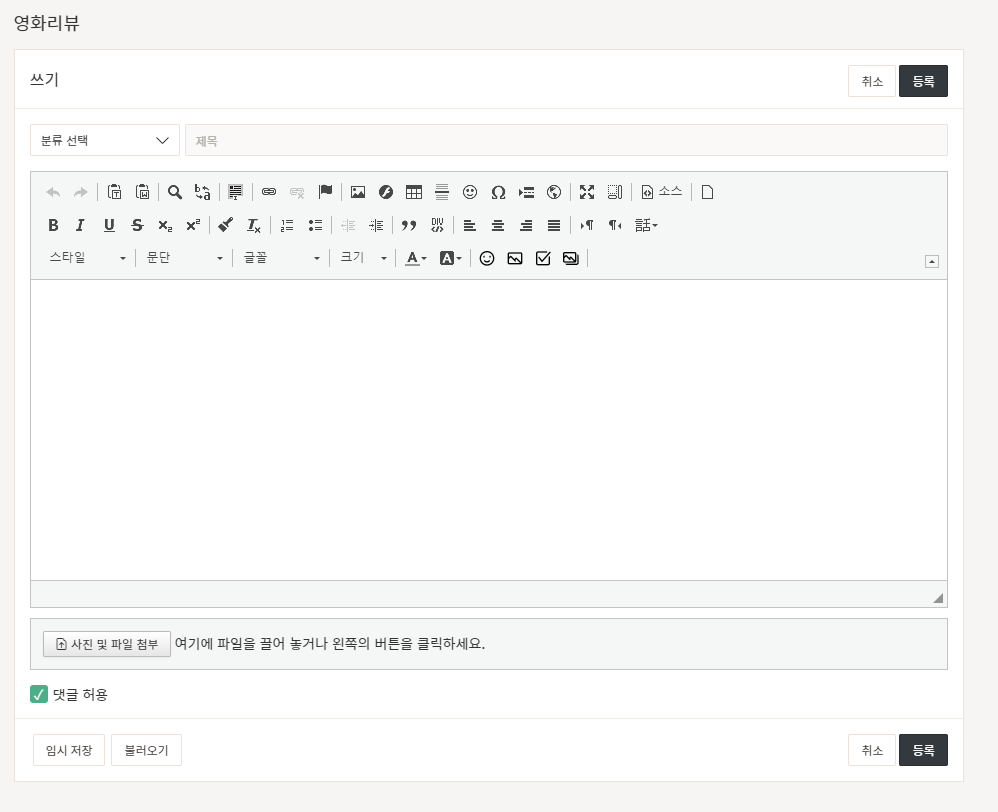 영화리뷰
쓰기
취소 등록
분류 선택 제목
소스
B I U S x₂ x² Tx
스타일 문단 글꼴 크기 A A
사진 및 파일 첨부 여기에 파일을 끌어 놓거나 왼쪽의 버튼을 클릭하세요.
댓글 허용
임시 저장 불러오기 취소 등록